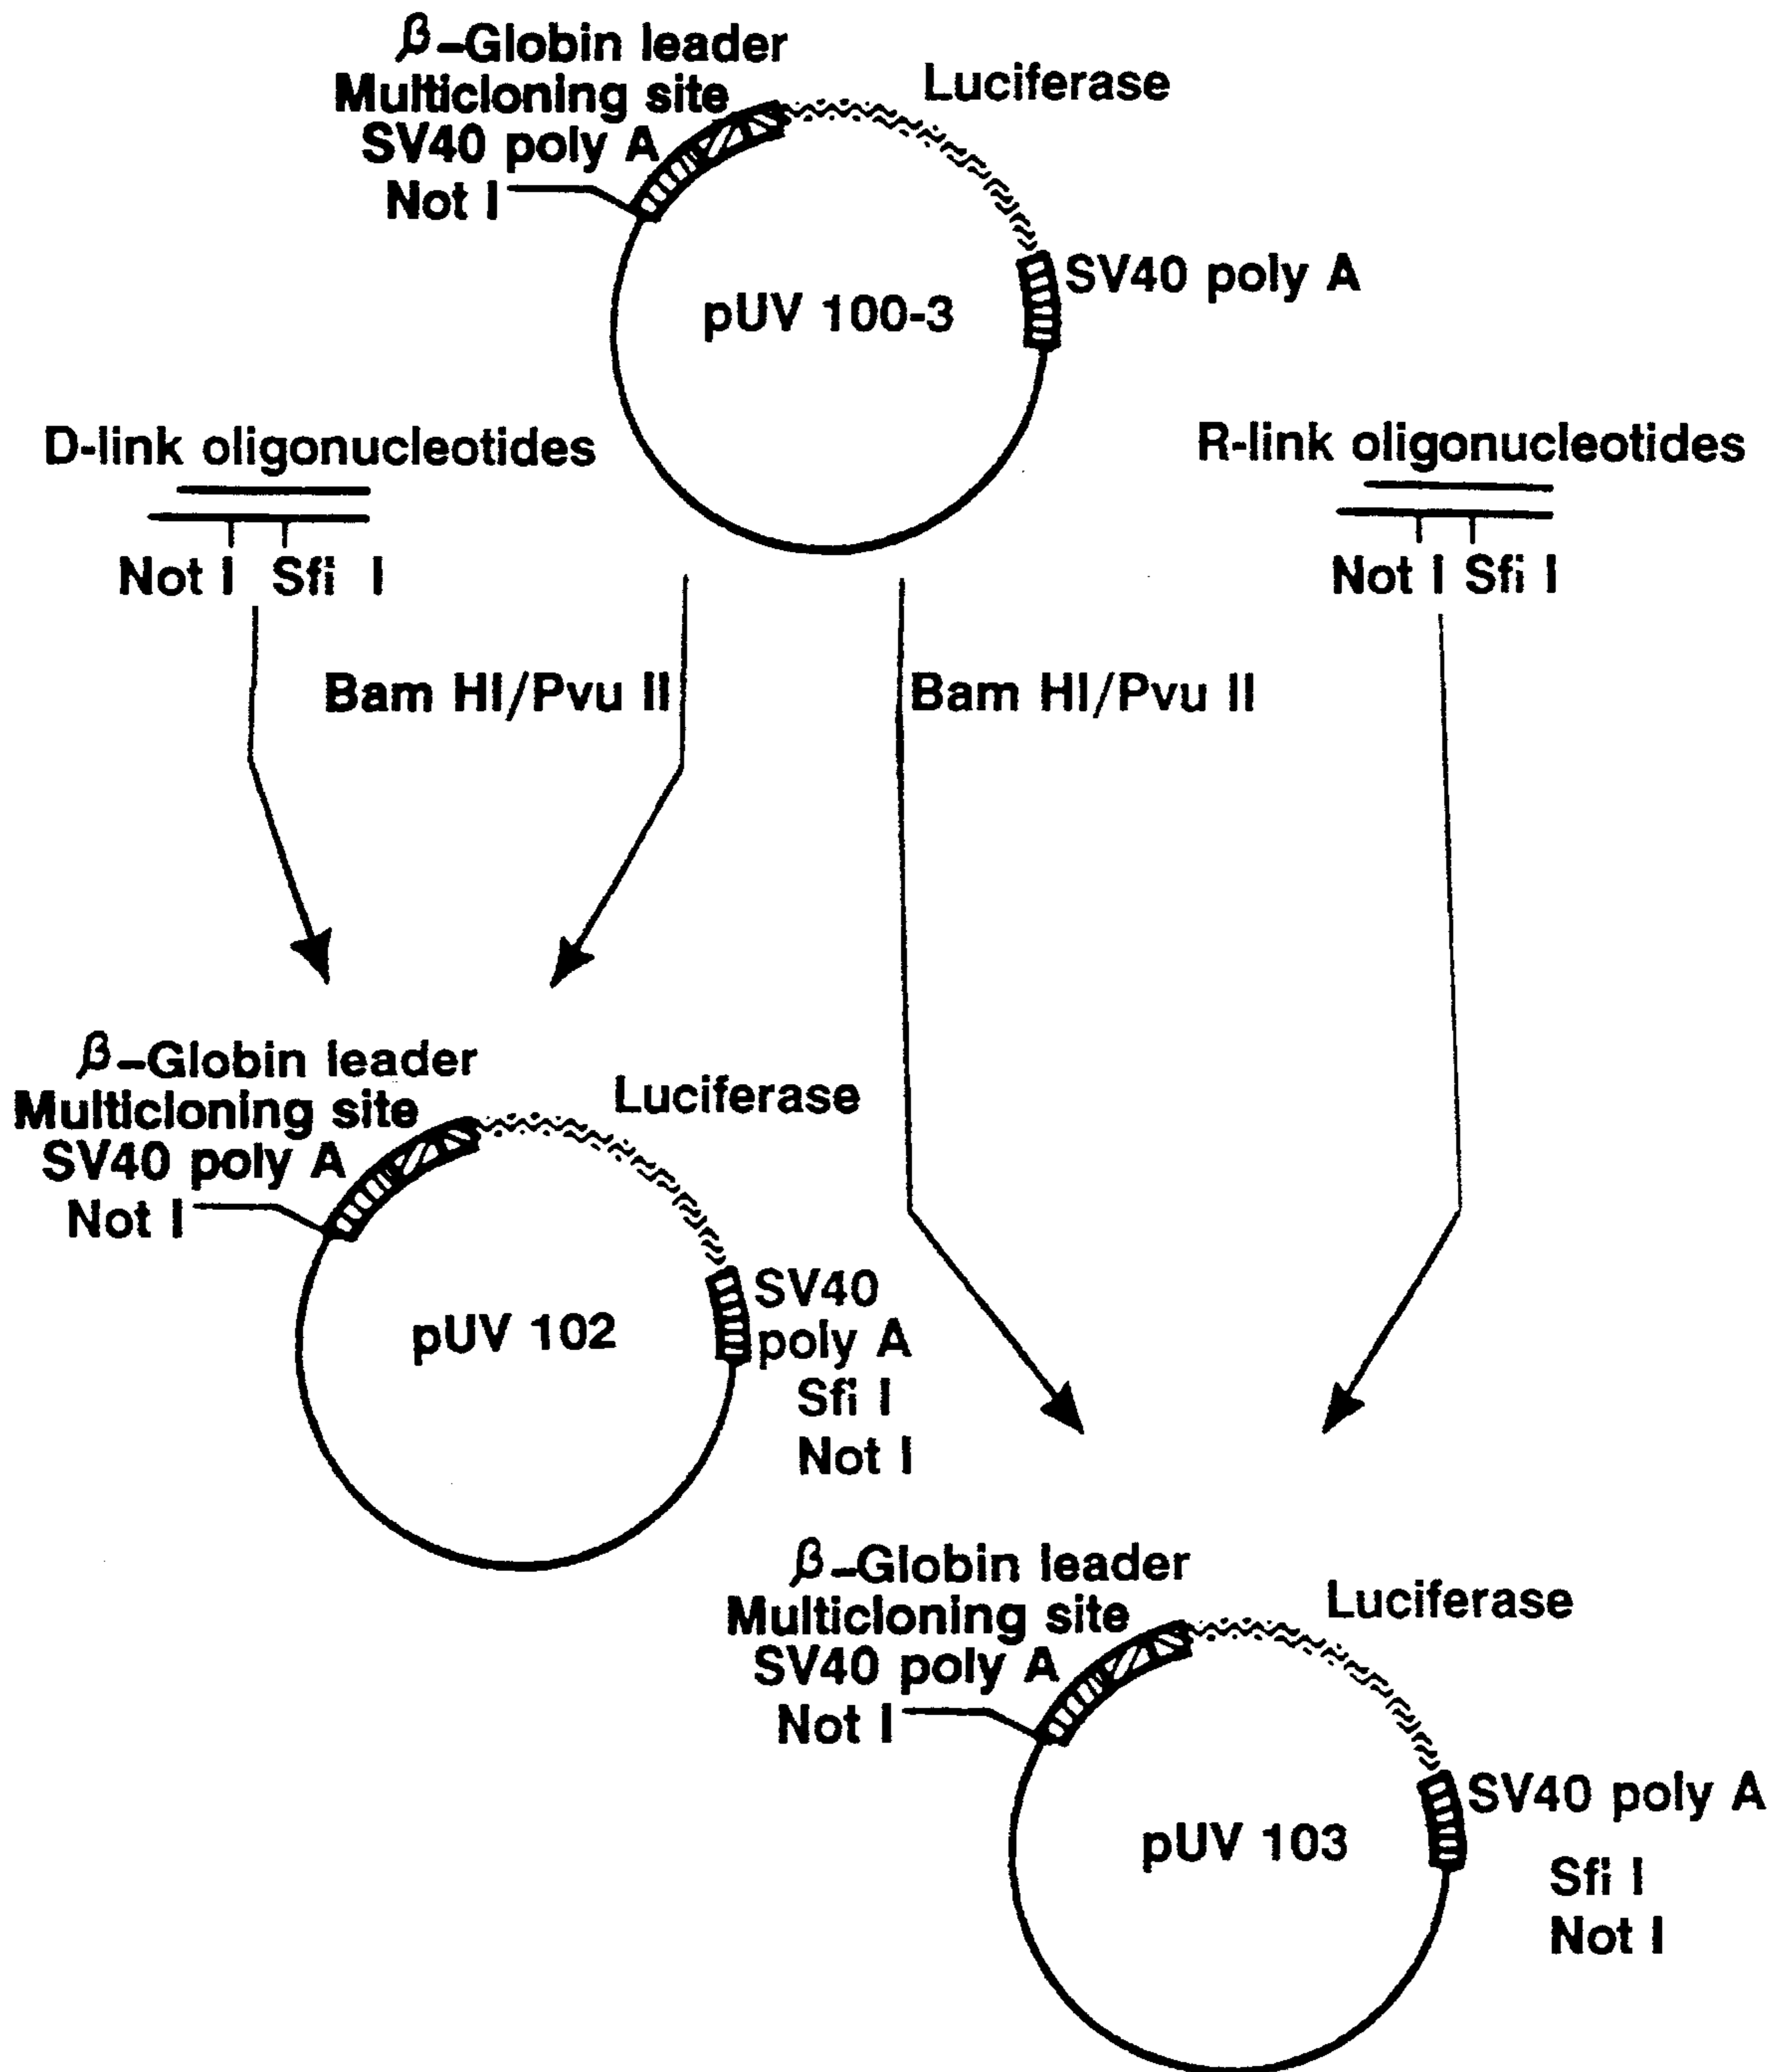 β-Globin leader
Multicloning site
SV40 poly A
Not I
Luciferase
SV40 poly A
pUV 100-3
D-link oligonucleotides
Not I Sfi I
R-link oligonucleotides
Not I Sfi I
Bam HI/Pvu II
Bam HI/Pvu II
β-Globin leader
Multicloning site
SV40 poly A
Not I
Luciferase
SV40
poly A
Sfi I
Not I
pUV 102
β-Globin leader
Multicloning site
SV40 poly A
Not I
Luciferase
SV40 poly A
Sfi I
Not I
pUV 103